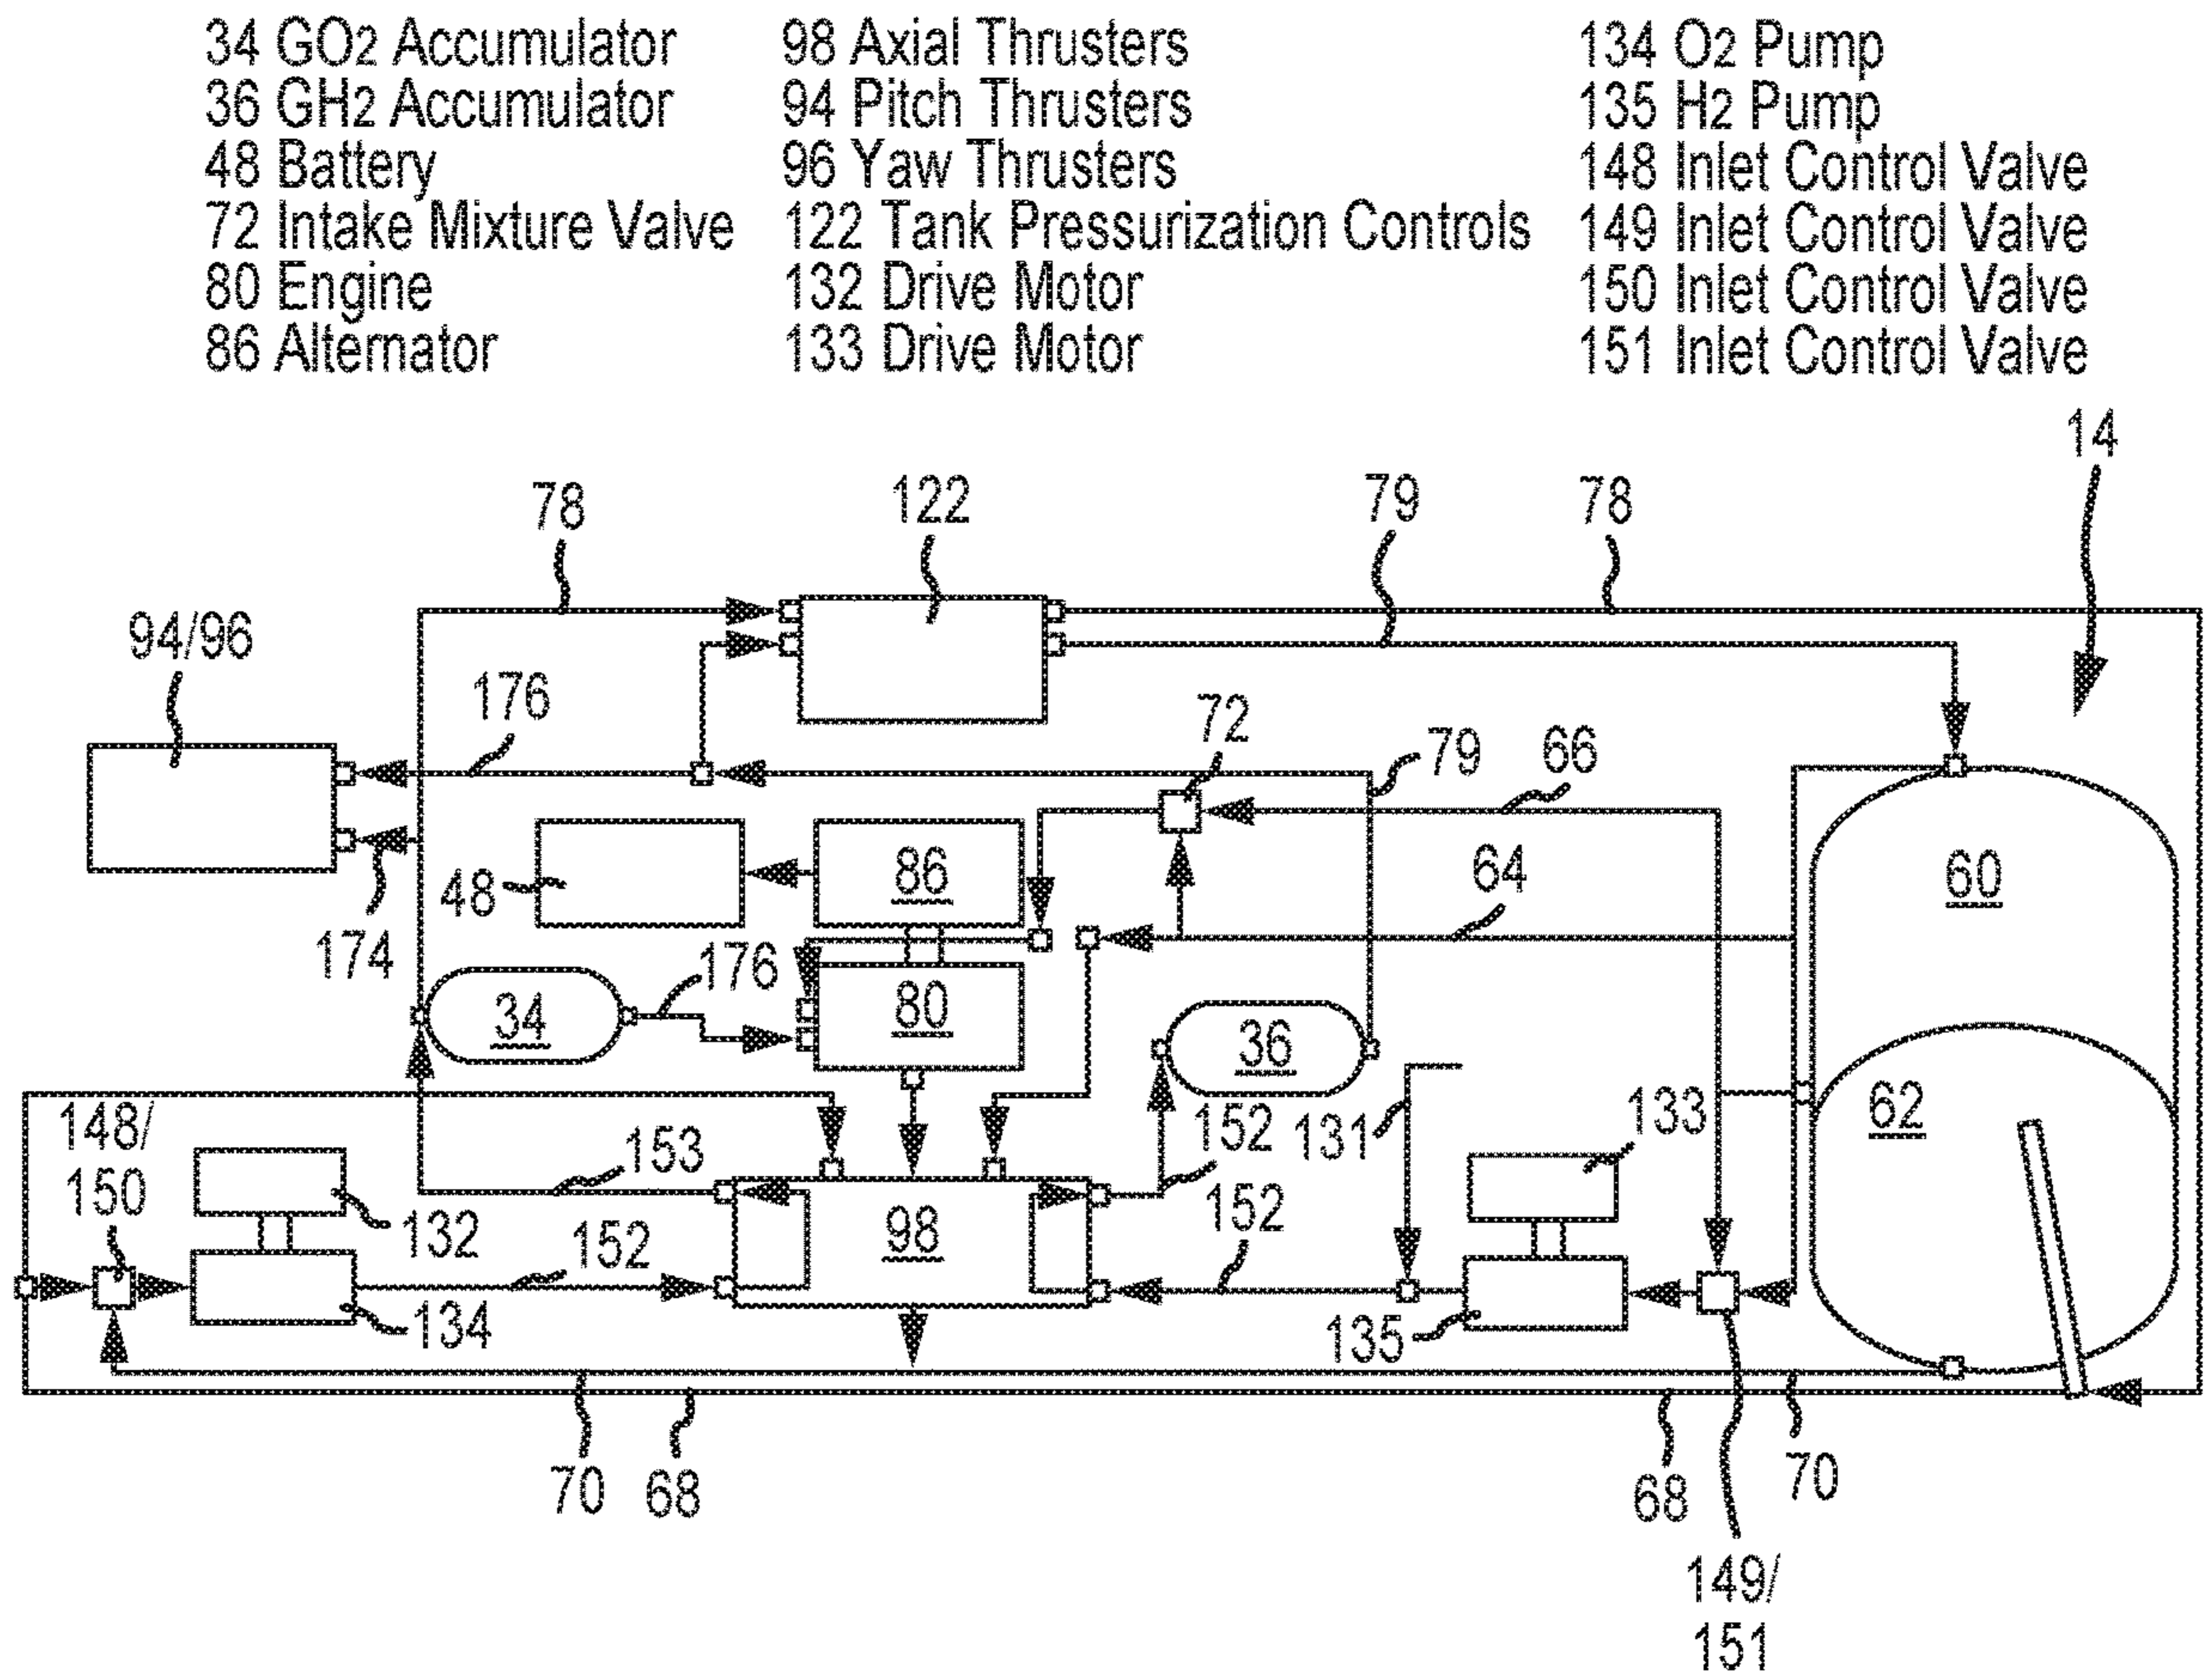 34 GO2 Accumulator
36 GH2 Accumulator
48 Battery
72 Intake Mixture Valve
80 Engine
86 Alternator
98 Axial Thrusters
94 Pitch Thrusters
96 Yaw Thrusters
122 Tank Pressurization Controls
132 Drive Motor
133 Drive Motor
134 O2 Pump
135 H2 Pump
148 Inlet Control Valve
149 Inlet Control Valve
150 Inlet Control Valve
151 Inlet Control Valve
14
78
122
79
78
94/96
176
72
79
66
48
86
64
60
174
34
176
80
36
62
148/
150
153
152
131
133
132
152
98
152
134
135
70
68
68
70
149/
151